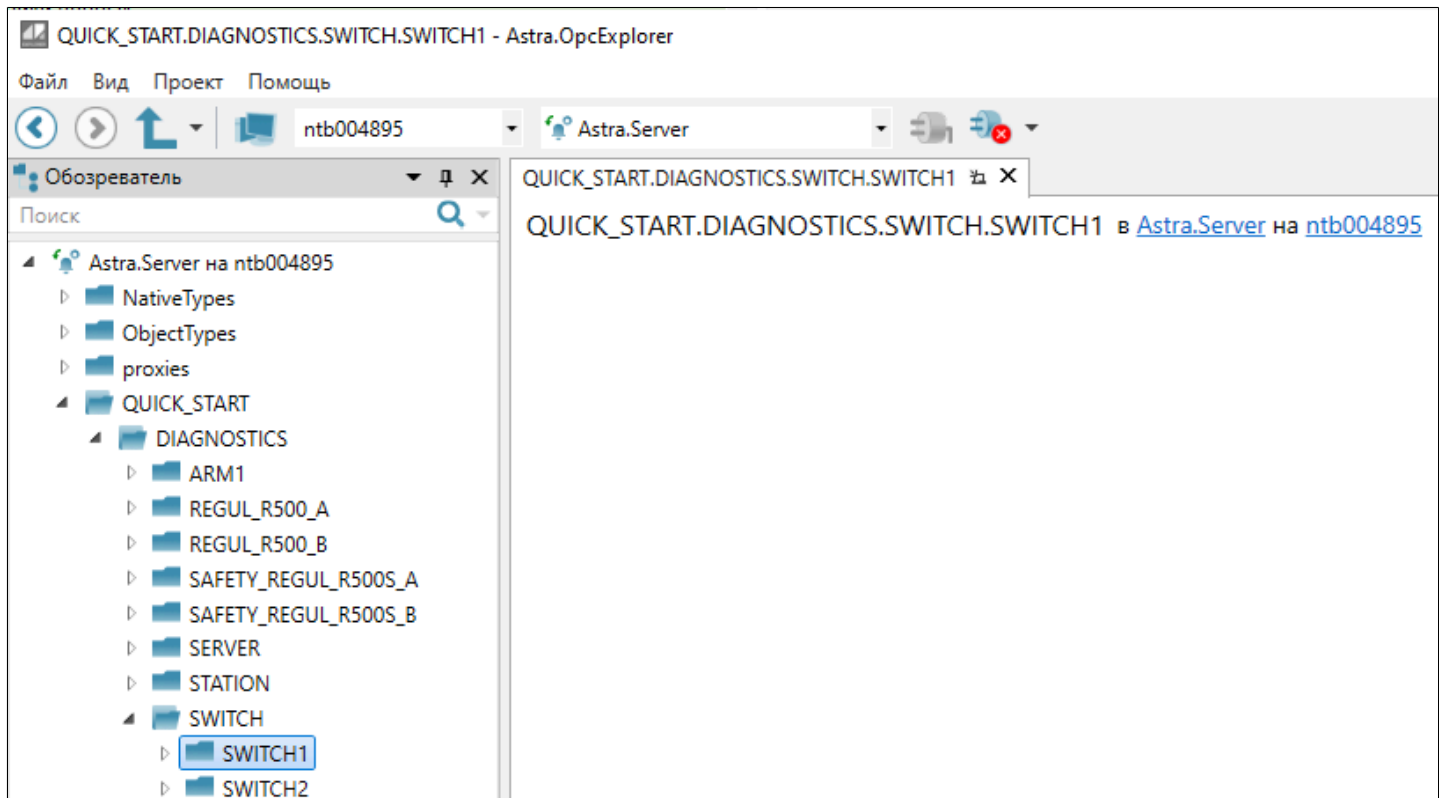 QUICK_START.DIAGNOSTICS.SWITCH.SWITCH1 - Astra.OpcExplorer
Файл Вид Проект Помощь
ntb004895 Astra.Server
Обозреватель
Поиск
Astra.Server на ntb004895
NativeTypes
ObjectTypes
proxies
QUICK_START
DIAGNOSTICS
ARM1
REGUL_R500_A
REGUL_R500_B
SAFETY_REGUL_R500S_A
SAFETY_REGUL_R500S_B
SERVER
STATION
SWITCH
SWITCH1
SWITCH2
QUICK_START.DIAGNOSTICS.SWITCH.SWITCH1
QUICK_START.DIAGNOSTICS.SWITCH.SWITCH1 в Astra.Server на ntb004895